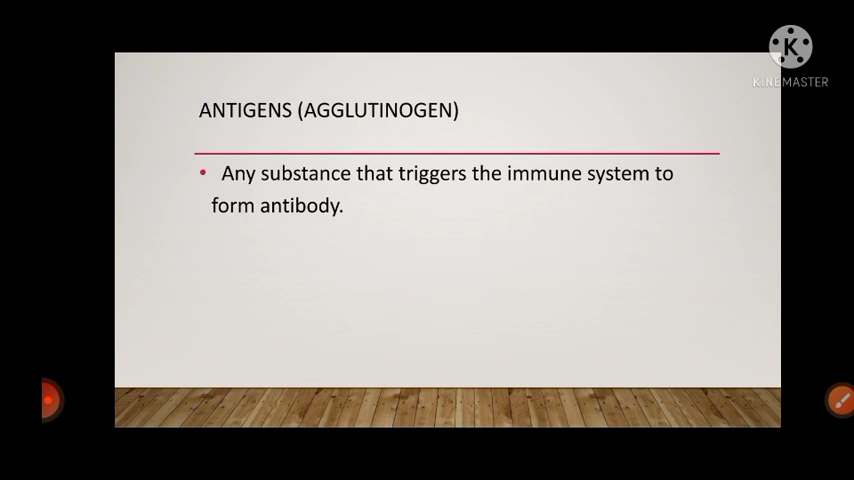 K
KINEMASTER
ANTIGENS (AGGLUTINOGEN)
• Any substance that triggers the immune system to
form antibody.